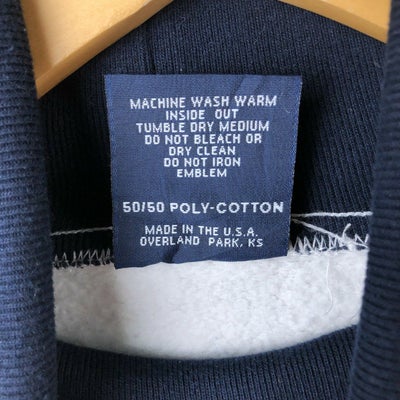 MACHINE WASH WARM
INSIDE OUT
TUMBLE DRY MEDIUM
DO NOT BLEACH OR
DRY CLEAN
DO NOT IRON
EMBLEM
50/50 POLY-COTTON
MADE IN THE U.S.A.
OVERLAND PARK, KS